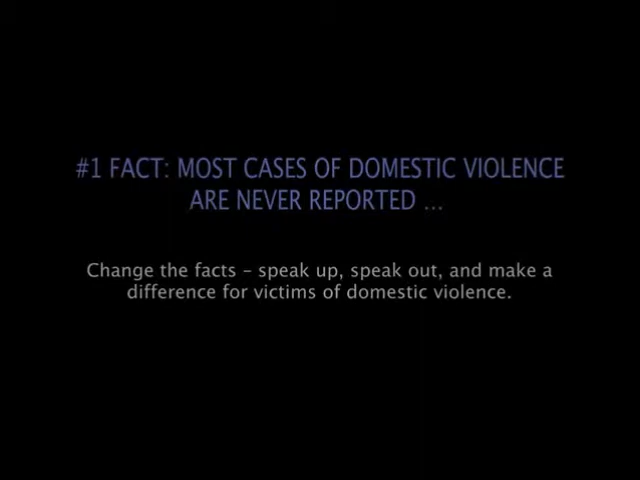 #1 FACT: MOST CASES OF DOMESTIC VIOLENCE
ARE NEVER REPORTED ...
Change the facts – speak up, speak out, and make a
difference for victims of domestic violence.